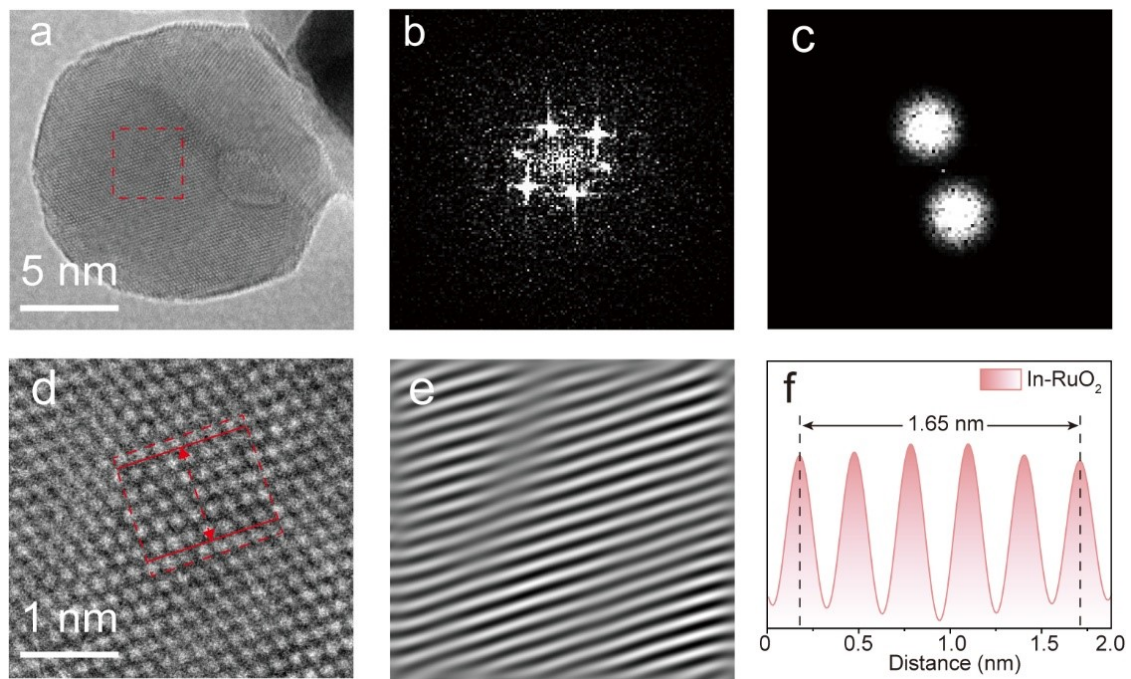 a
b
c
5 nm
d
e
f
In-RuO₂
1.65 nm
1 nm
0 0.5 1.0 1.5 2.0
Distance (nm)